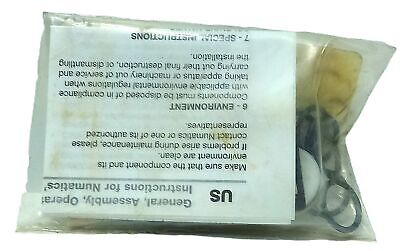 General, Assembly, Operat
Instructions for Numatics'
US
Make sure that the component and its
environment are clean.
If problems arise during maintenance, please,
contact Numatics or one of its authorized
representatives.
6 - ENVIRONMENT
Components must be disposed of in compliance
with applicable environmental regulations when
taking apparatus or machinery out of service and
carrying out their final destruction, or dismantling
the installation.
7 - SPECIAL INSTRUCTIONS